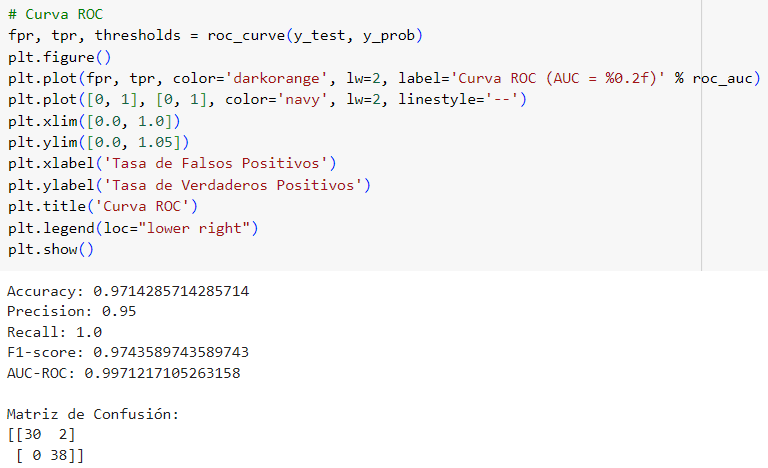 # Curva ROC
fpr, tpr, thresholds = roc_curve(y_test, y_prob)
plt.figure()
plt.plot(fpr, tpr, color='darkorange', lw=2, label='Curva ROC (AUC = %0.2f)' % roc_auc)
plt.plot([0, 1], [0, 1], color='navy', lw=2, linestyle='--')
plt.xlim([0.0, 1.0])
plt.ylim([0.0, 1.05])
plt.xlabel('Tasa de Falsos Positivos')
plt.ylabel('Tasa de Verdaderos Positivos')
plt.title('Curva ROC')
plt.legend(loc="lower right")
plt.show()
Accuracy: 0.9714285714285714
Precision: 0.95
Recall: 1.0
F1-score: 0.9743589743589743
AUC-ROC: 0.9971217105263158
Matriz de Confusión:
[[30  2]
 [ 0 38]]